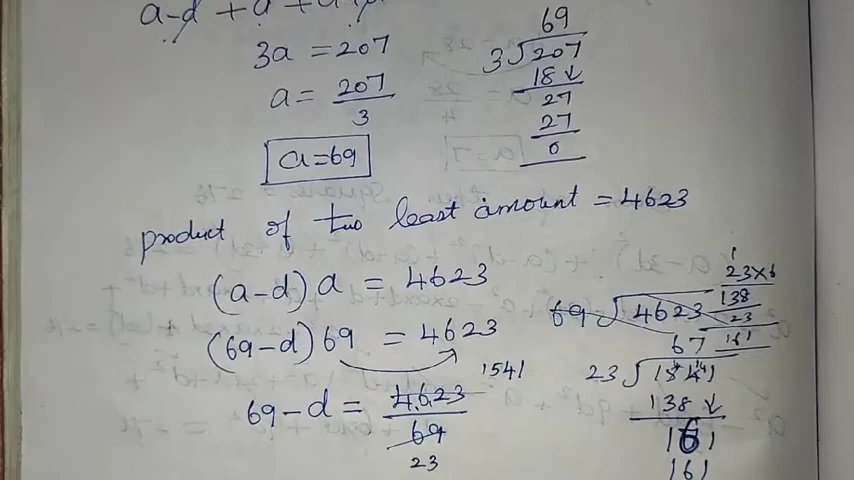 a-d + a + a+d
3a = 207
a = 207/3
a = 69
69
3 √207
18 ↓
27
27
0
product of two least amount = 4623
(a-d) a = 4623
(69-d) 69 = 4623
69-d = 4623/69
1541
23
23×6
138
23
161
69 √4623
67
23 √1541
138 ↓
161
161